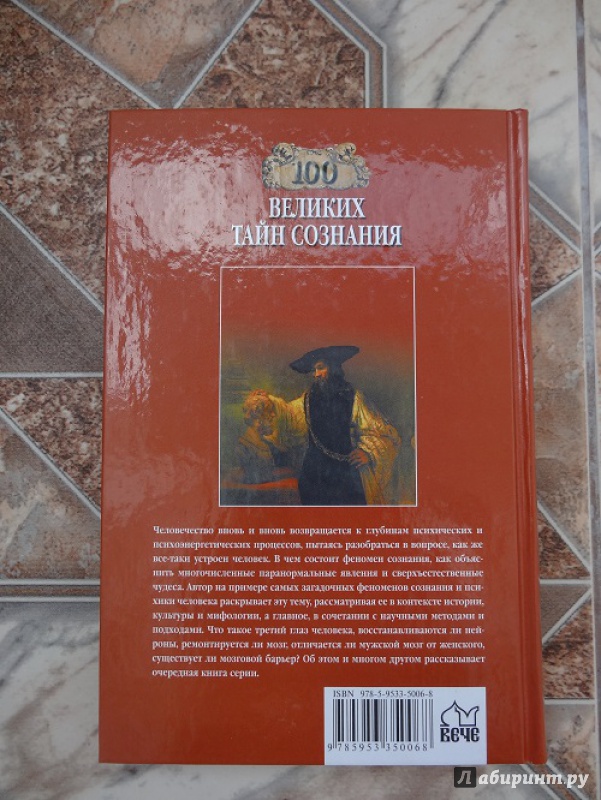 100
ВЕЛИКИХ
ТАЙН СОЗНАНИЯ
Человечество вновь и вновь возвращается к глубинам психических и
психоэнергетических процессов, пытаясь разобраться в вопросе, как же
все-таки устроен человек. В чем состоит феномен сознания, как объяс-
нить многочисленные паранормальные явления и сверхъестественные
чудеса. Автор на примере самых загадочных феноменов сознания и пси-
хики человека раскрывает эту тему, рассматривая ее в контексте истории,
культуры и мифологии, а главное, в сочетании с научными методами и
подходами. Что такое третий глаз человека, восстанавливаются ли ней-
роны, ремонтируется ли мозг, отличается ли мужской мозг от женского,
существует ли мозговой барьер? Об этом и многом другом рассказывает
очередная книга серии.
ISBN 978-5-9533-5006-8
9 785953 350068
ВЕЧЕ
Лабиринт.ру